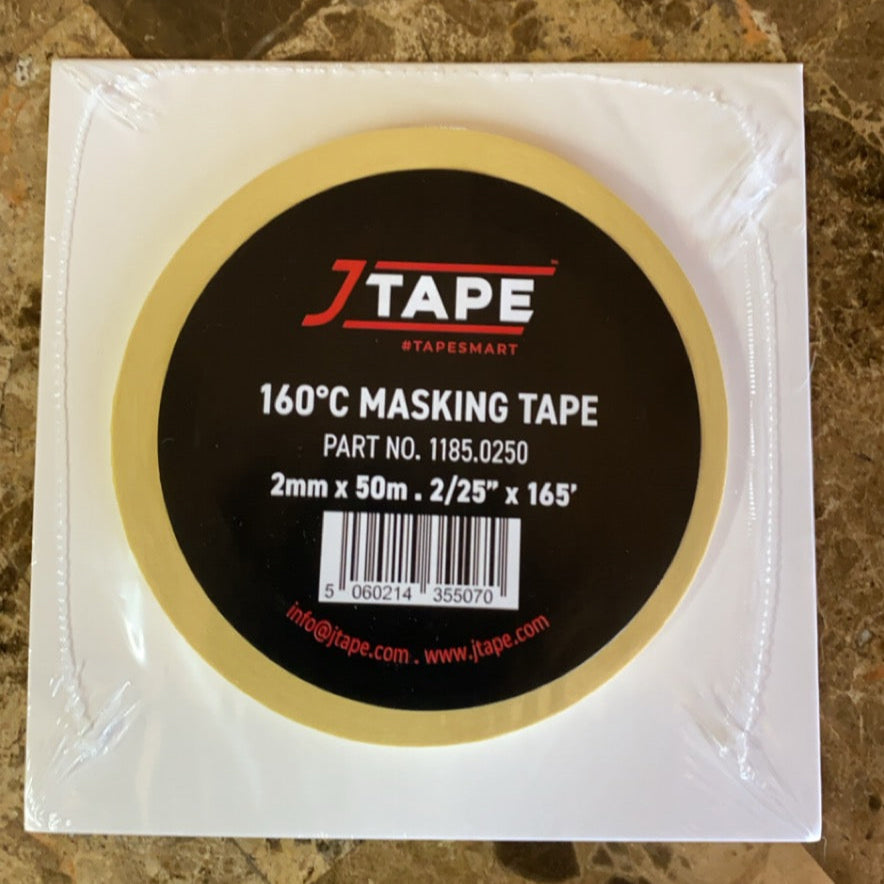 JTAPE™
#TAPESMART
160°C MASKING TAPE
PART NO. 1185.0250
2mm x 50m . 2/25” x 165’
5 060214 355070
info@jtape.com . www.jtape.com